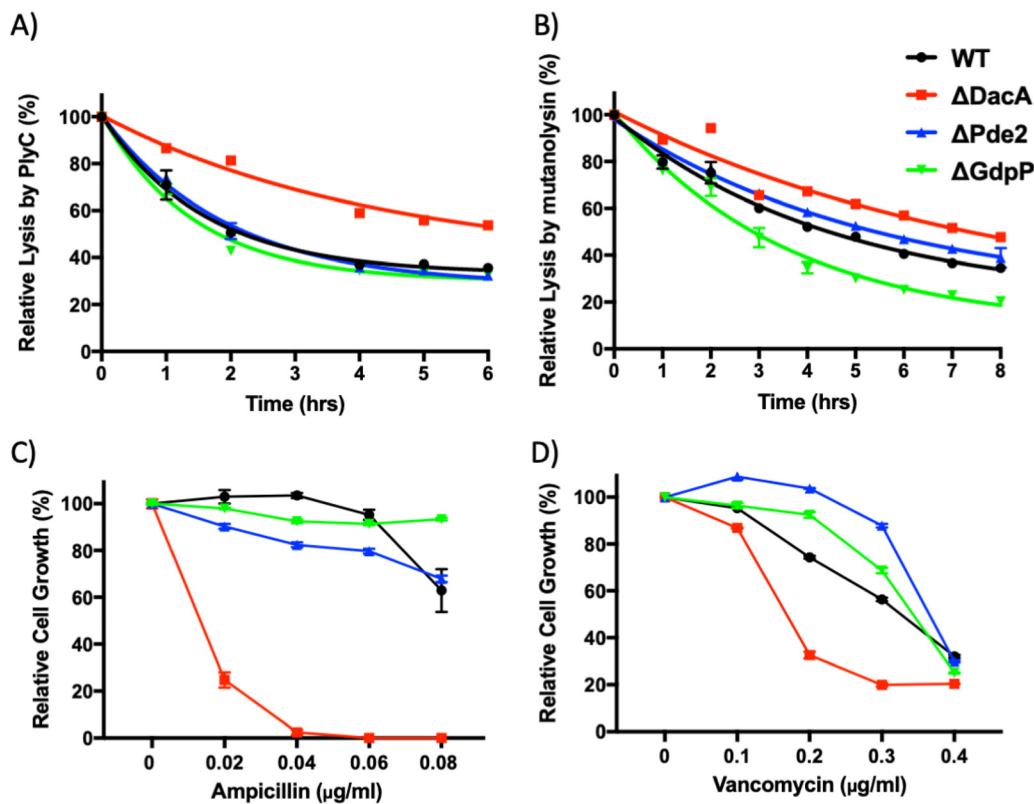 A)
Relative Lysis by PlyC (%)
100
80
60
40
20
0
0 1 2 3 4 5 6
Time (hrs)
B)
Relative Lysis by mutanolysin (%)
100
80
60
40
20
0
0 1 2 3 4 5 6 7 8
Time (hrs)
WT
ΔDacA
ΔPde2
ΔGdpP
C)
Relative Cell Growth (%)
100
80
60
40
20
0
0 0.02 0.04 0.06 0.08
Ampicillin (μg/ml)
D)
Relative Cell Growth (%)
100
80
60
40
20
0
0 0.1 0.2 0.3 0.4
Vancomycin (μg/ml)